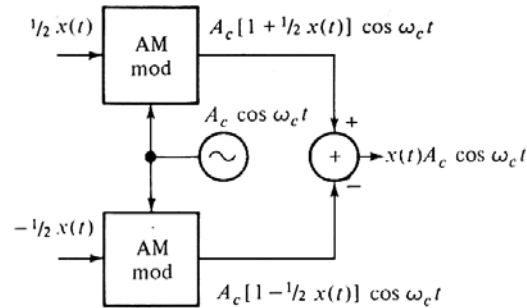 ½ x(t)
A_c [1 + ½ x(t)] cos ω_c t
AM
mod
A_c cos ω_c t
+
+
x(t)A_c cos ω_c t
−
−½ x(t)
AM
mod
A_c [1 − ½ x(t)] cos ω_c t